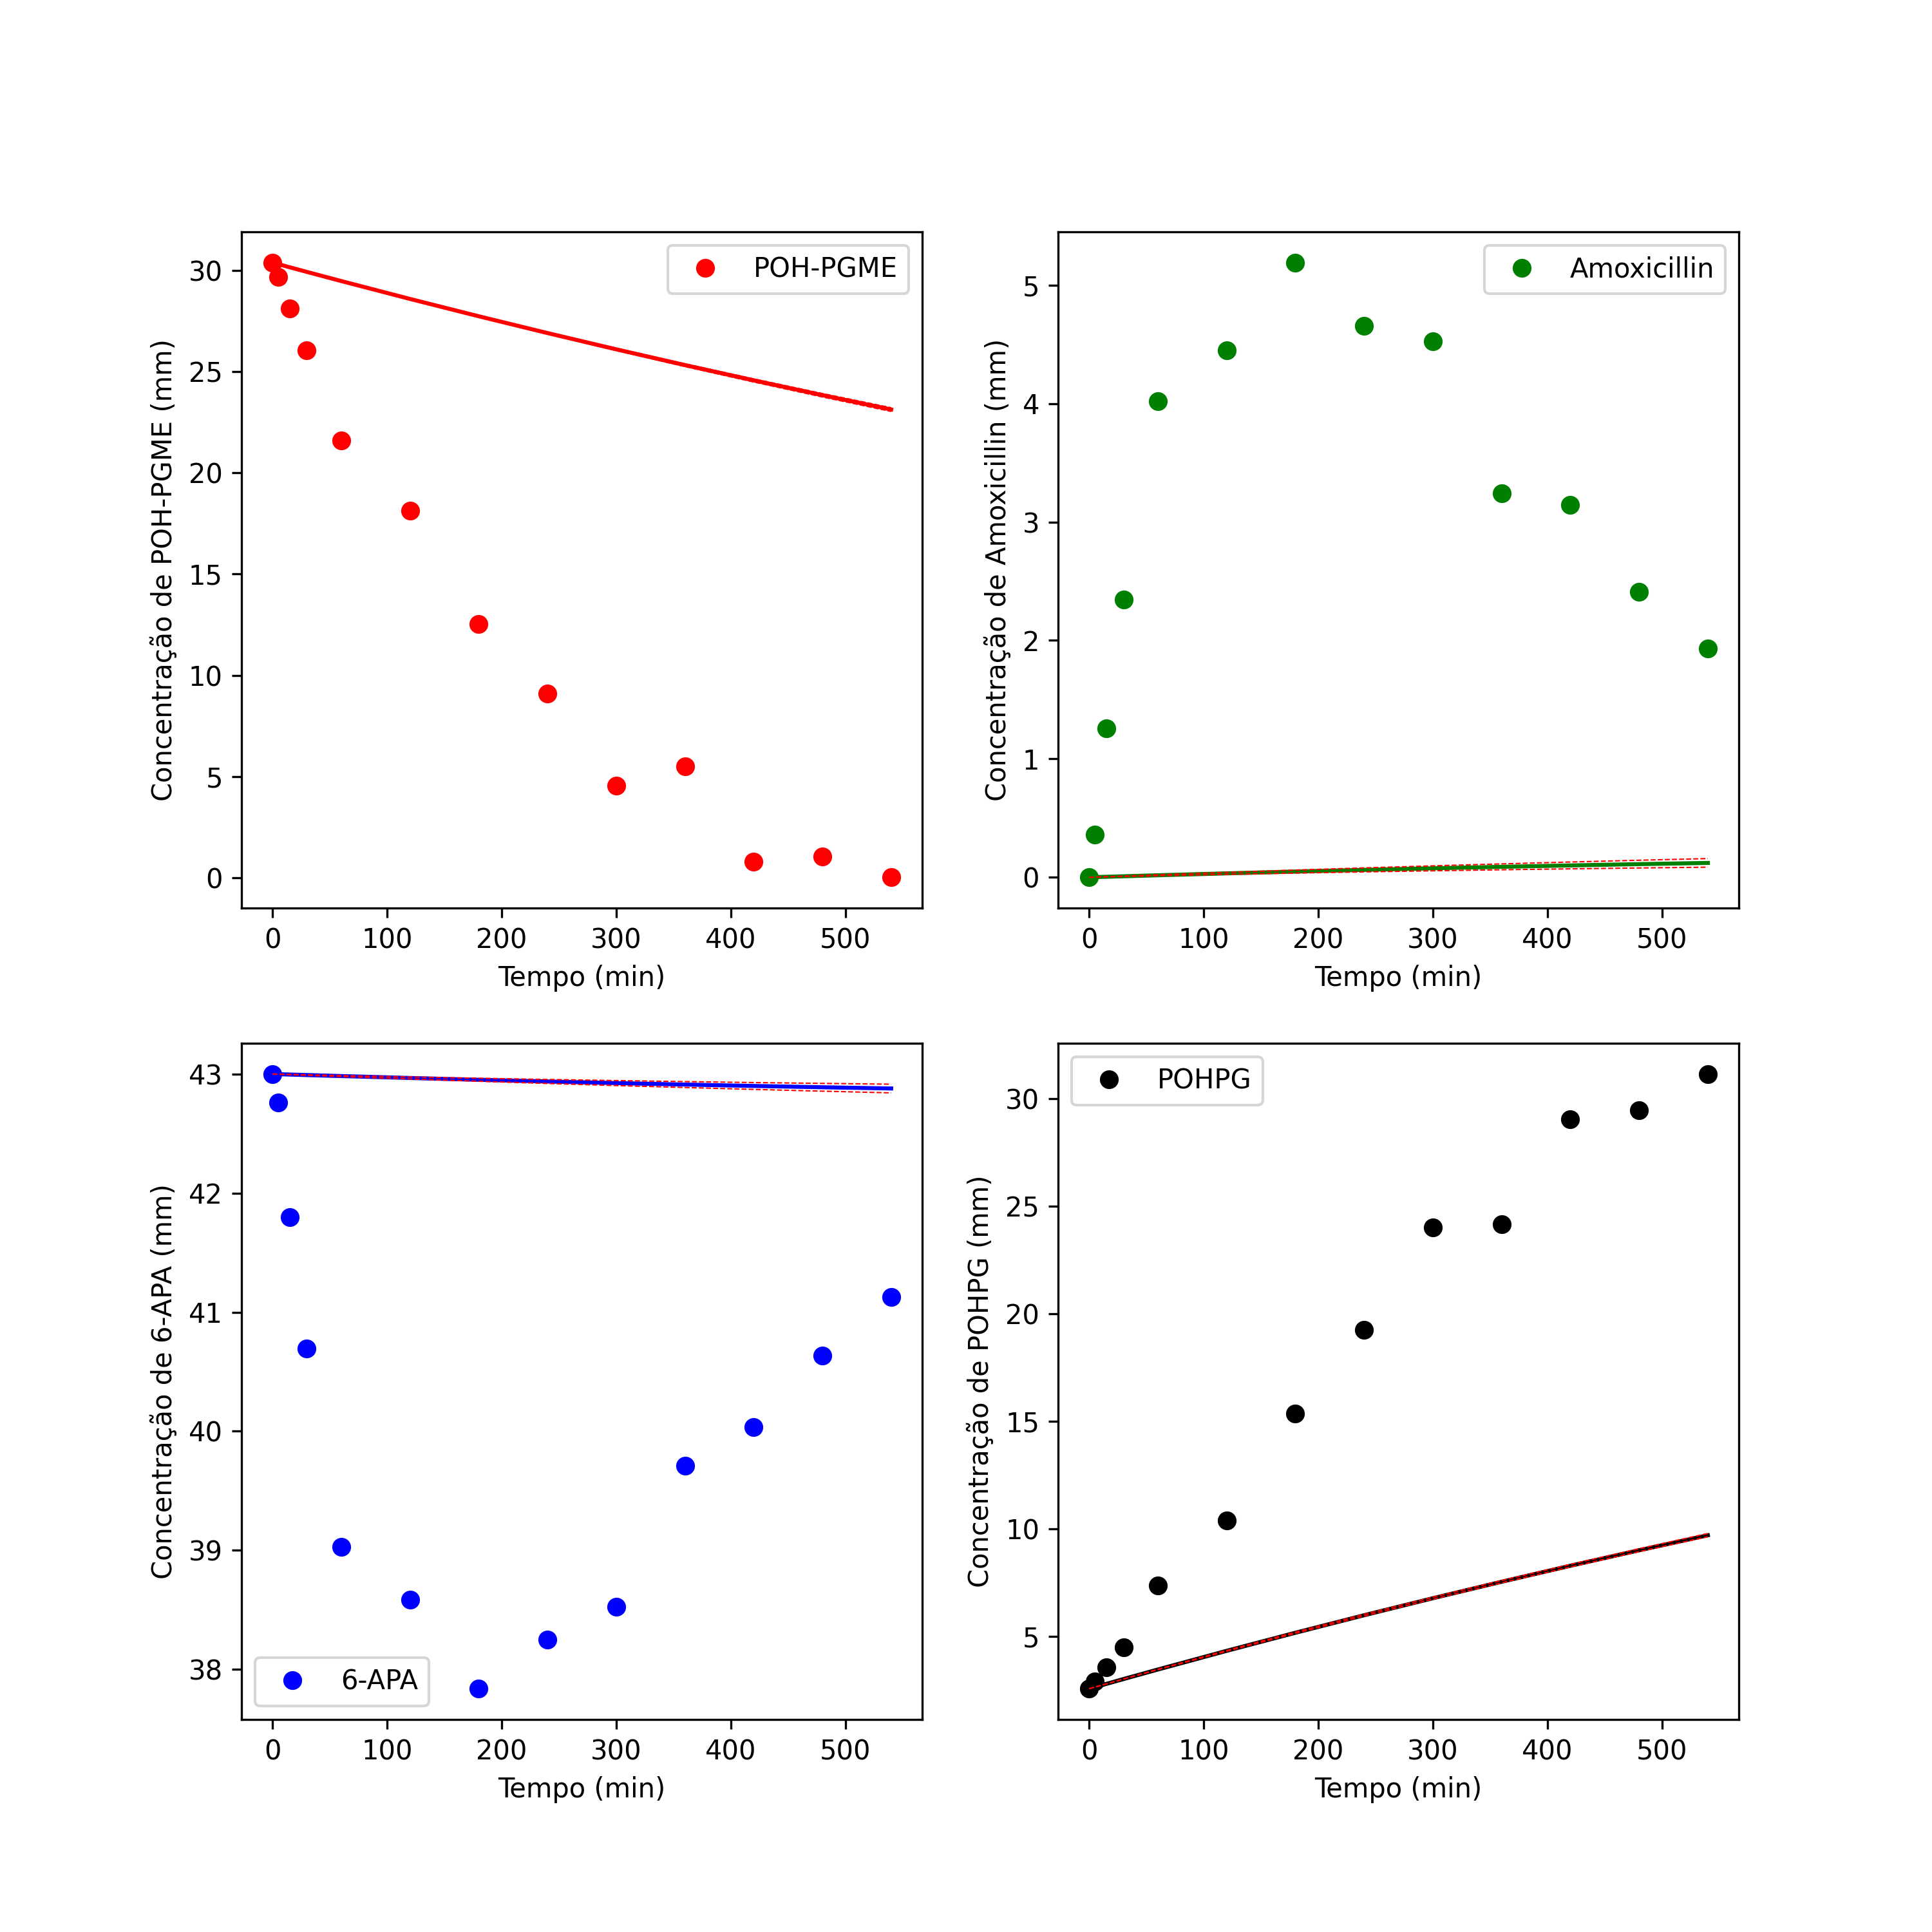 POH-PGME
Concentração de POH-PGME (mm)
30
25
20
15
10
5
0
0 100 200 300 400 500
Tempo (min)
Amoxicillin
Concentração de Amoxicillin (mm)
5
4
3
2
1
0
0 100 200 300 400 500
Tempo (min)
Concentração de 6-APA (mm)
43
42
41
40
39
38
6-APA
0 100 200 300 400 500
Tempo (min)
POHPG
Concentração de POHPG (mm)
30
25
20
15
10
5
0 100 200 300 400 500
Tempo (min)